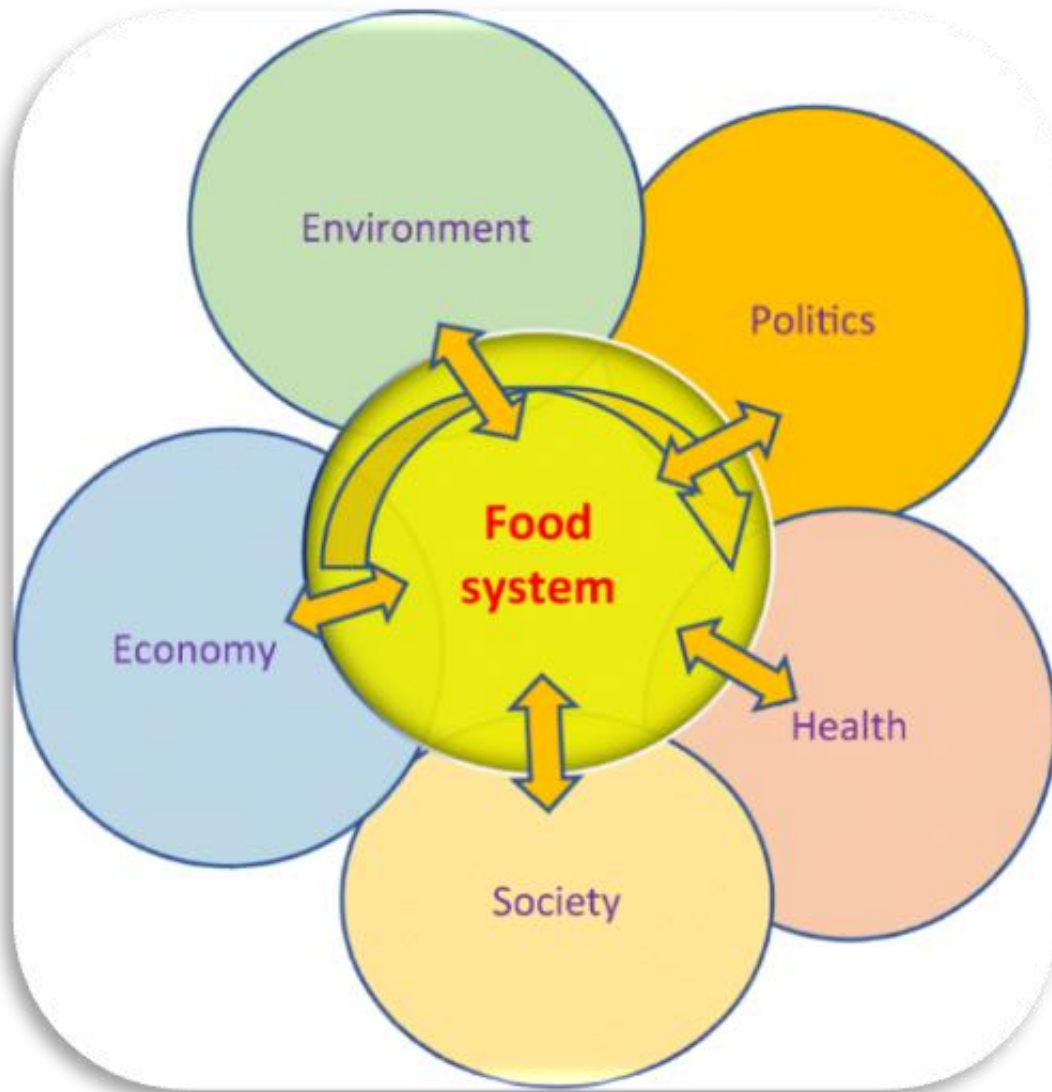 Environment
Politics
Food
system
Economy
Health
Society